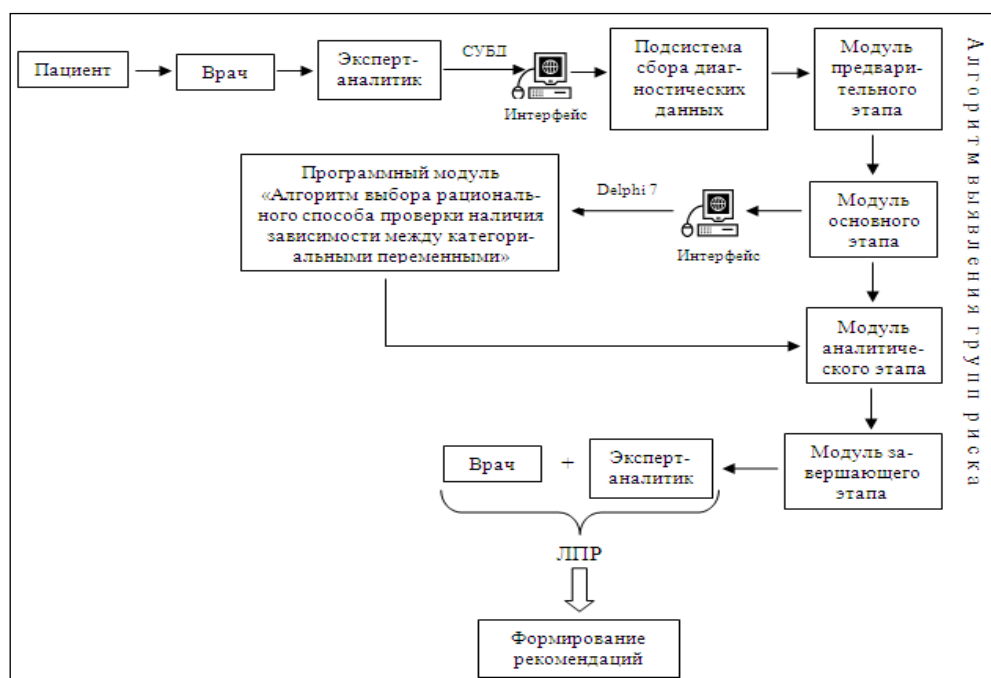 Пациент
Врач
Эксперт-
аналитик
СУБД
Интерфейс
Подсистема
сбора диаг-
ностических
данных
Модуль
предвари-
тельного
этапа
Алгоритм выявления групп риска
Программный модуль
«Алгоритм выбора рациональ-
ного способа проверки наличия
зависимости между категори-
альными переменными»
Delphi 7
Интерфейс
Модуль
основного
этапа
Модуль
аналитиче-
ского этапа
Врач
+
Эксперт-
аналитик
Модуль за-
вершающего
этапа
ЛПР
Формирование
рекомендаций